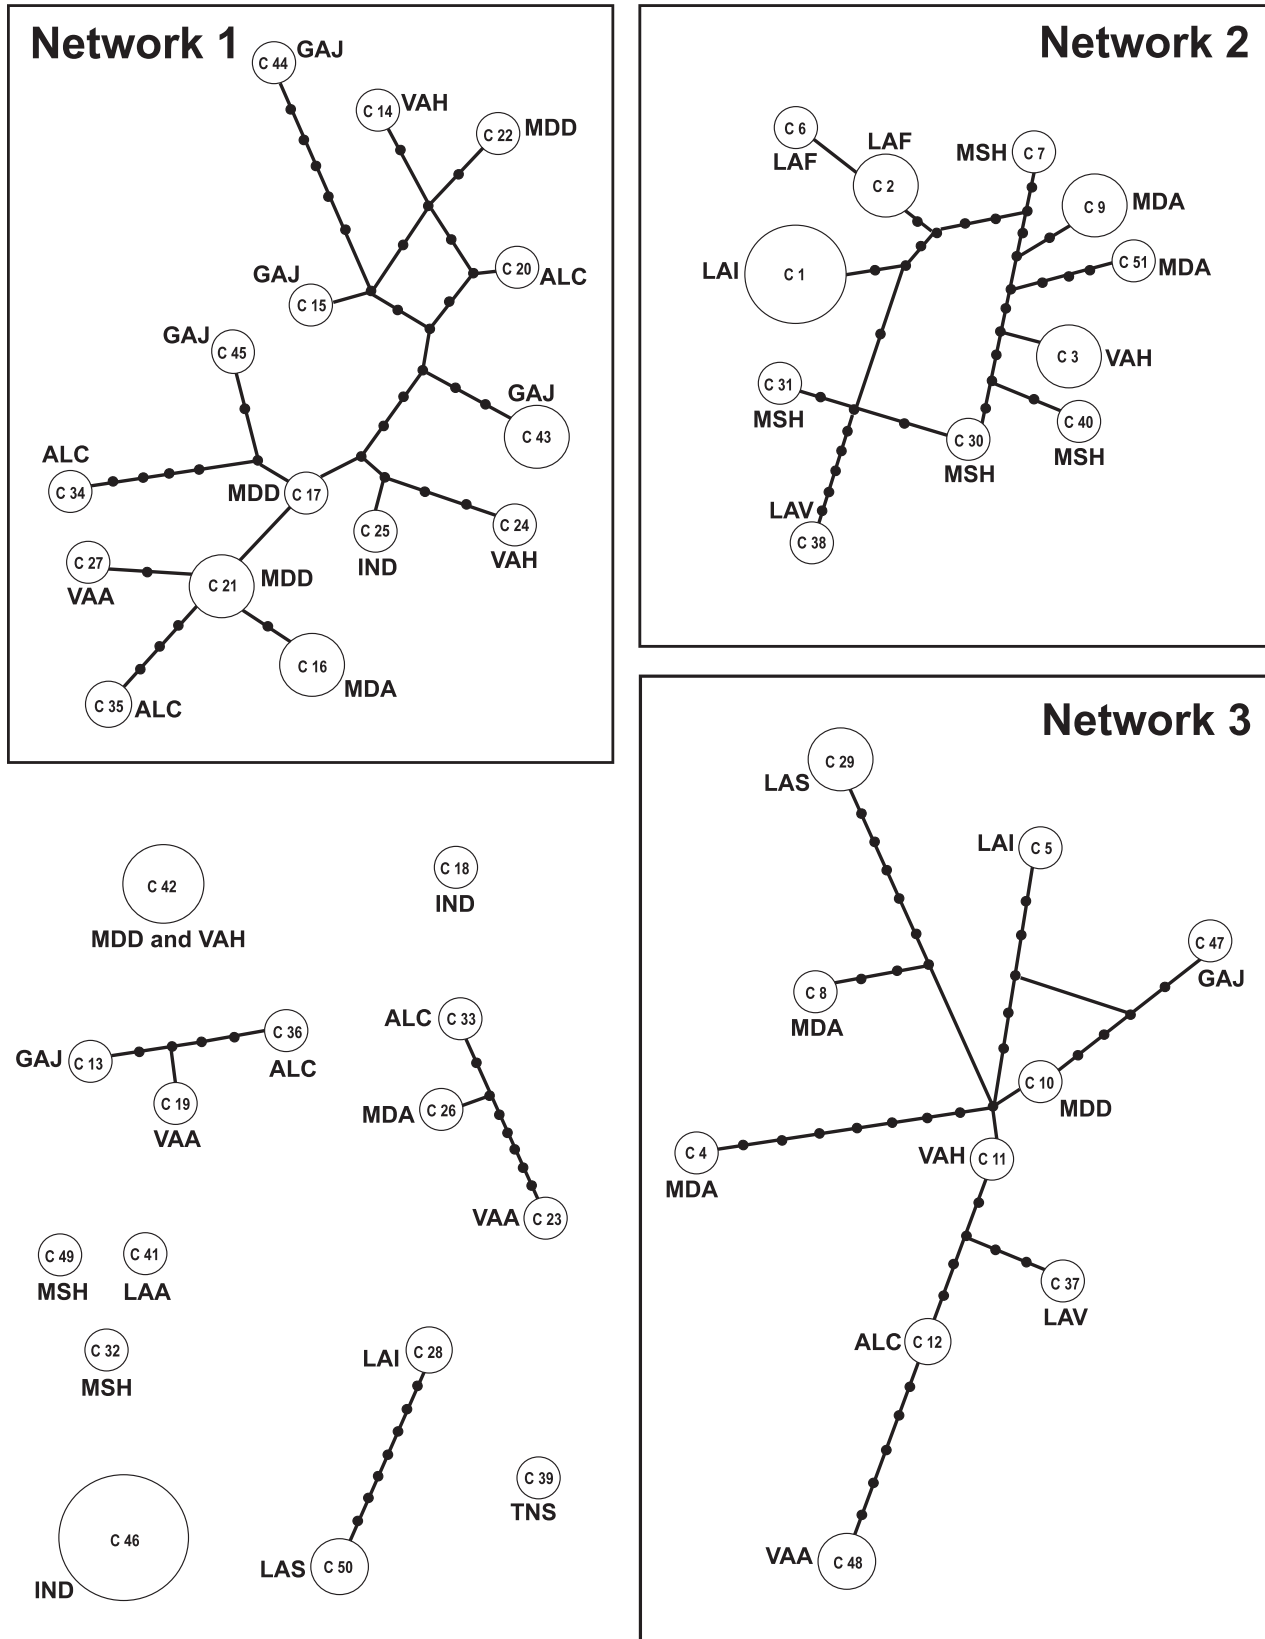 Network 1
C 44
GAJ
C 14
VAH
C 22
MDD
GAJ
C 15
C 20
ALC
GAJ
C 45
GAJ
C 43
ALC
C 34
MDD
C 17
C 25
IND
C 24
VAH
C 27
VAA
C 21
MDD
C 16
MDA
C 35
ALC
Network 2
C 6
LAF
LAF
C 2
MSH
C 7
C 9
MDA
LAI
C 1
C 51
MDA
C 3
VAH
C 31
MSH
C 30
MSH
C 40
MSH
LAV
C 38
Network 3
C 29
LAS
LAI
C 5
C 47
GAJ
C 8
MDA
C 10
MDD
C 4
MDA
VAH
C 11
C 37
LAV
ALC
C 12
VAA
C 48
C 42
MDD and VAH
C 18
IND
GAJ
C 13
C 36
ALC
C 19
VAA
ALC
C 33
MDA
C 26
VAA
C 23
C 49
MSH
C 41
LAA
C 32
MSH
LAI
C 28
LAS
C 50
C 39
TNS
C 46
IND